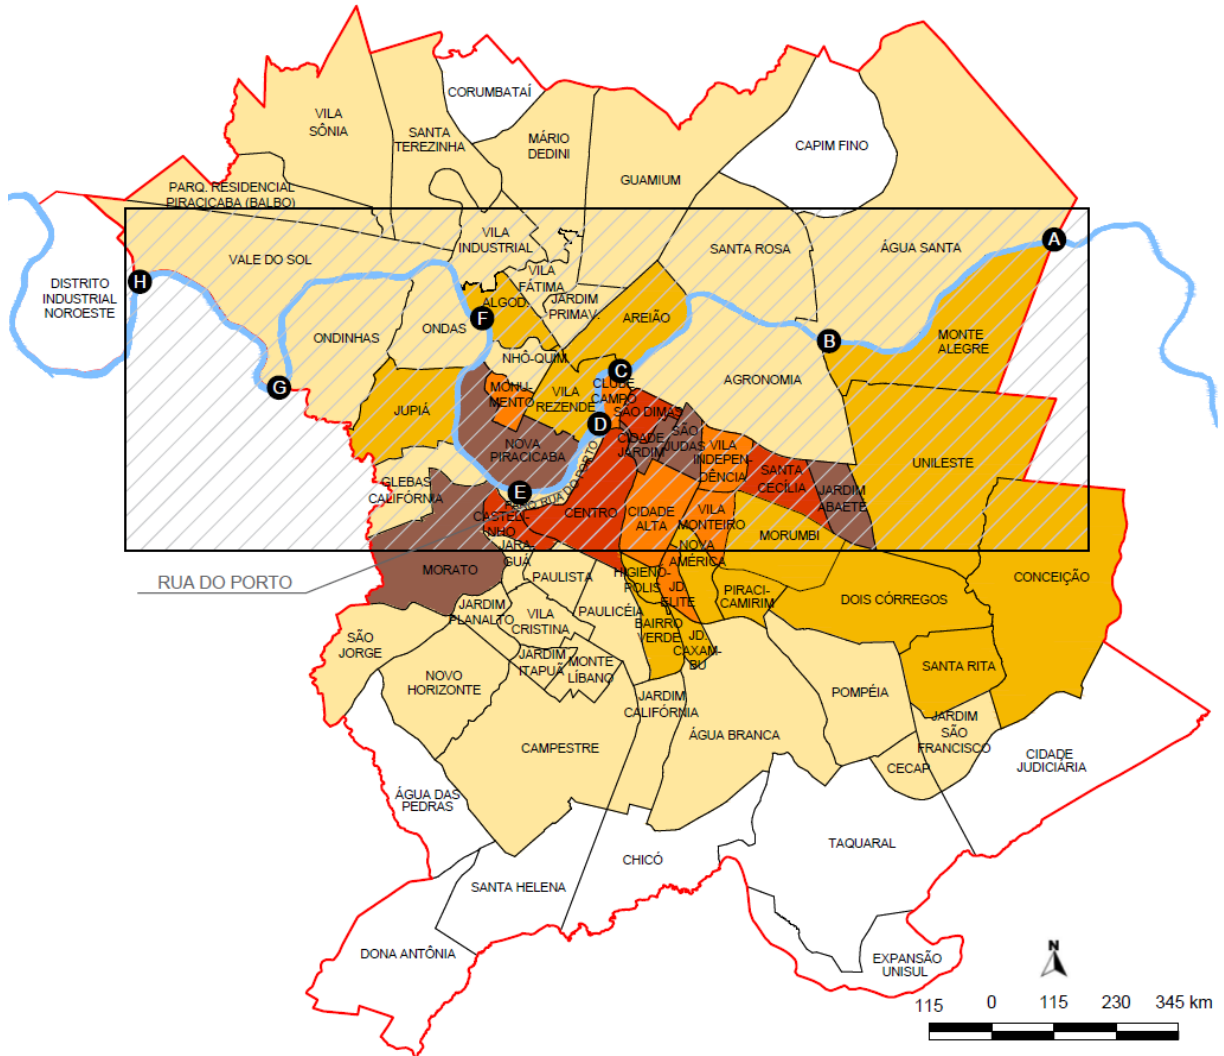 CORUMBATAÍ
VILA
SÔNIA
SANTA
TEREZINHA
MÁRIO
DEDINI
CAPIM FINO
GUAMIUM
PARQ. RESIDENCIAL
PIRACICABA (BALBO)
VILA
INDUSTRIAL
SANTA ROSA
ÁGUA SANTA
A
VALE DO SOL
H
DISTRITO
INDUSTRIAL
NOROESTE
VILA
FÁTIMA
ALGOD.
JARDIM
PRIMAV.
AREIÃO
F
ONDAS
ONDINHAS
B
MONTE
ALEGRE
NHÔ-QUIM
C
CLUBE
CAMPO
AGRONOMIA
G
MONU-
MENTO
VILA
REZENDE
JUPIÁ
SÃO DIMAS
D
CIDADE
JARDIM
SÃO
JUDAS
VILA
INDEPEN-
DÊNCIA
NOVA
PIRACICABA
SANTA
CECÍLIA
UNILESTE
GLEBAS
CALIFÓRNIA
E
PARQ. RUA DO PORTO
JARDIM
ABAETÉ
CASTELI-
NHO
CENTRO
CIDADE
ALTA
VILA
MONTEIRO
MORUMBI
JARA-
GUÁ
NOVA
AMÉRICA
MORATO
PAULISTA
HIGIENÓ-
POLIS
JD.
ELITE
PIRACI-
CAMIRIM
CONCEIÇÃO
RUA DO PORTO
DOIS CÓRREGOS
JARDIM
PLANALTO
VILA
CRISTINA
PAULICÉIA
BAIRRO
VERDE
JD.
CAXAM-
BU
SÃO
JORGE
JARDIM
ITAPUÃ
MONTE
LÍBANO
SANTA RITA
NOVO
HORIZONTE
JARDIM
CALIFÓRNIA
POMPÉIA
CAMPESTRE
ÁGUA BRANCA
JARDIM
SÃO
FRANCISCO
CECAP
CIDADE
JUDICIÁRIA
ÁGUA DAS
PEDRAS
CHICÓ
TAQUARAL
SANTA HELENA
DONA ANTÔNIA
EXPANSÃO
UNISUL
N
115 0 115 230 345 km